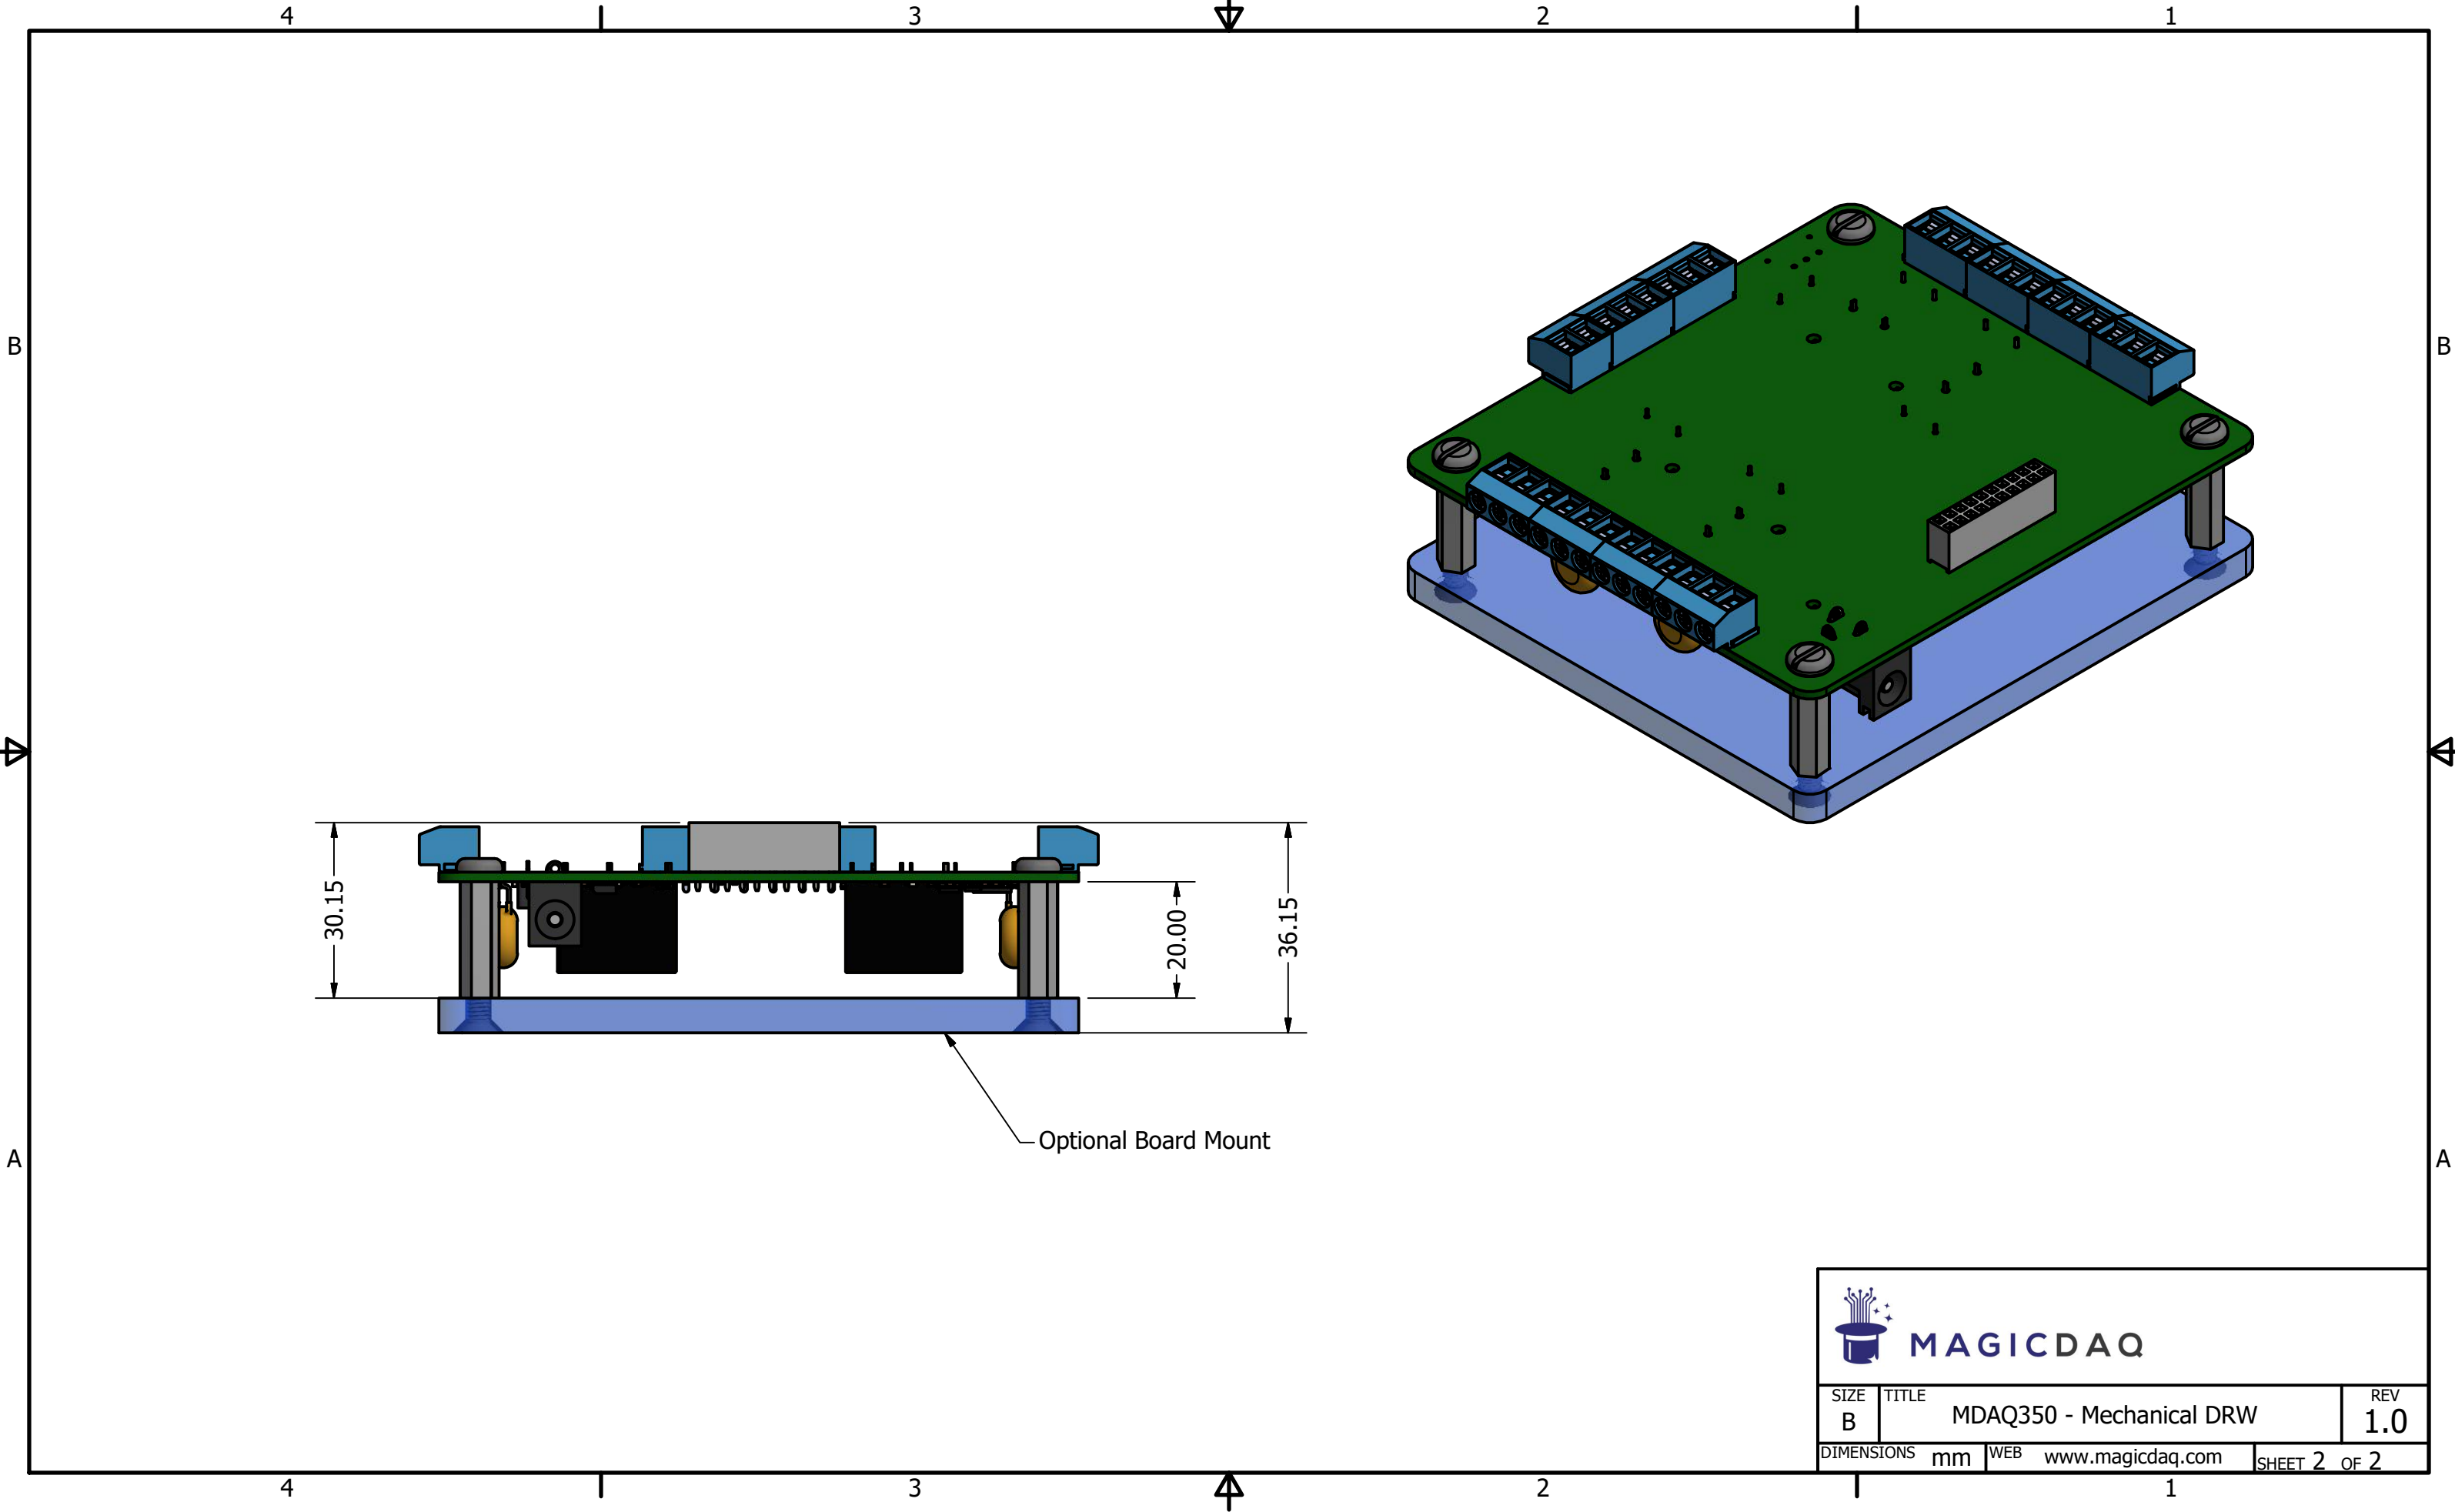 4 3 2 1
B B
30.15
20.00
36.15
Optional Board Mount
A A
MAGICDAQ
SIZE TITLE REV
B MDAQ350 - Mechanical DRW 1.0
DIMENSIONS mm WEB www.magicdaq.com SHEET 2 OF 2
4 3 2 1